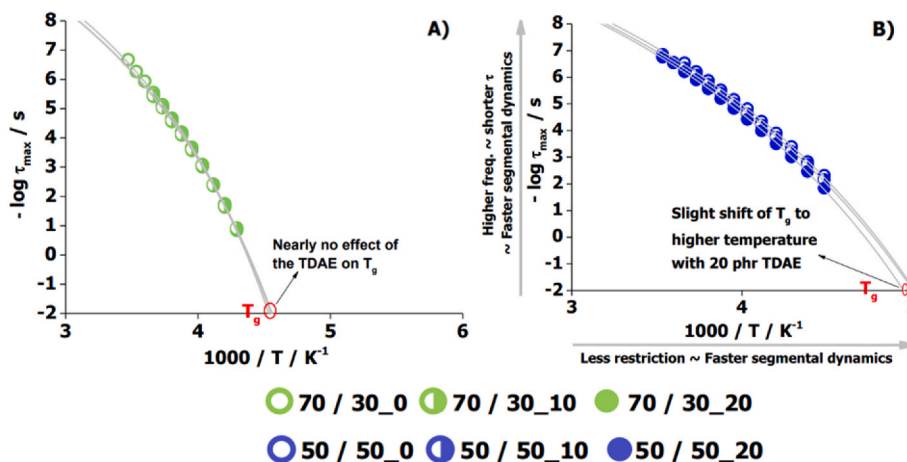 A)
8
7
6
5
4
3
2
1
0
-1
-2
- log τmax / s
Nearly no effect of
the TDAE on Tg
Tg
3 4 5 6
1000 / T / K-1
Higher freq. ~ shorter τ
~ Faster segmental dynamics
B)
8
7
6
5
4
3
2
1
0
-1
-2
- log τmax / s
Slight shift of Tg to
higher temperature
with 20 phr TDAE
Tg
3 4
1000 / T / K-1
Less restriction ~ Faster segmental dynamics
70 / 30_0 70 / 30_10 70 / 30_20
50 / 50_0 50 / 50_10 50 / 50_20